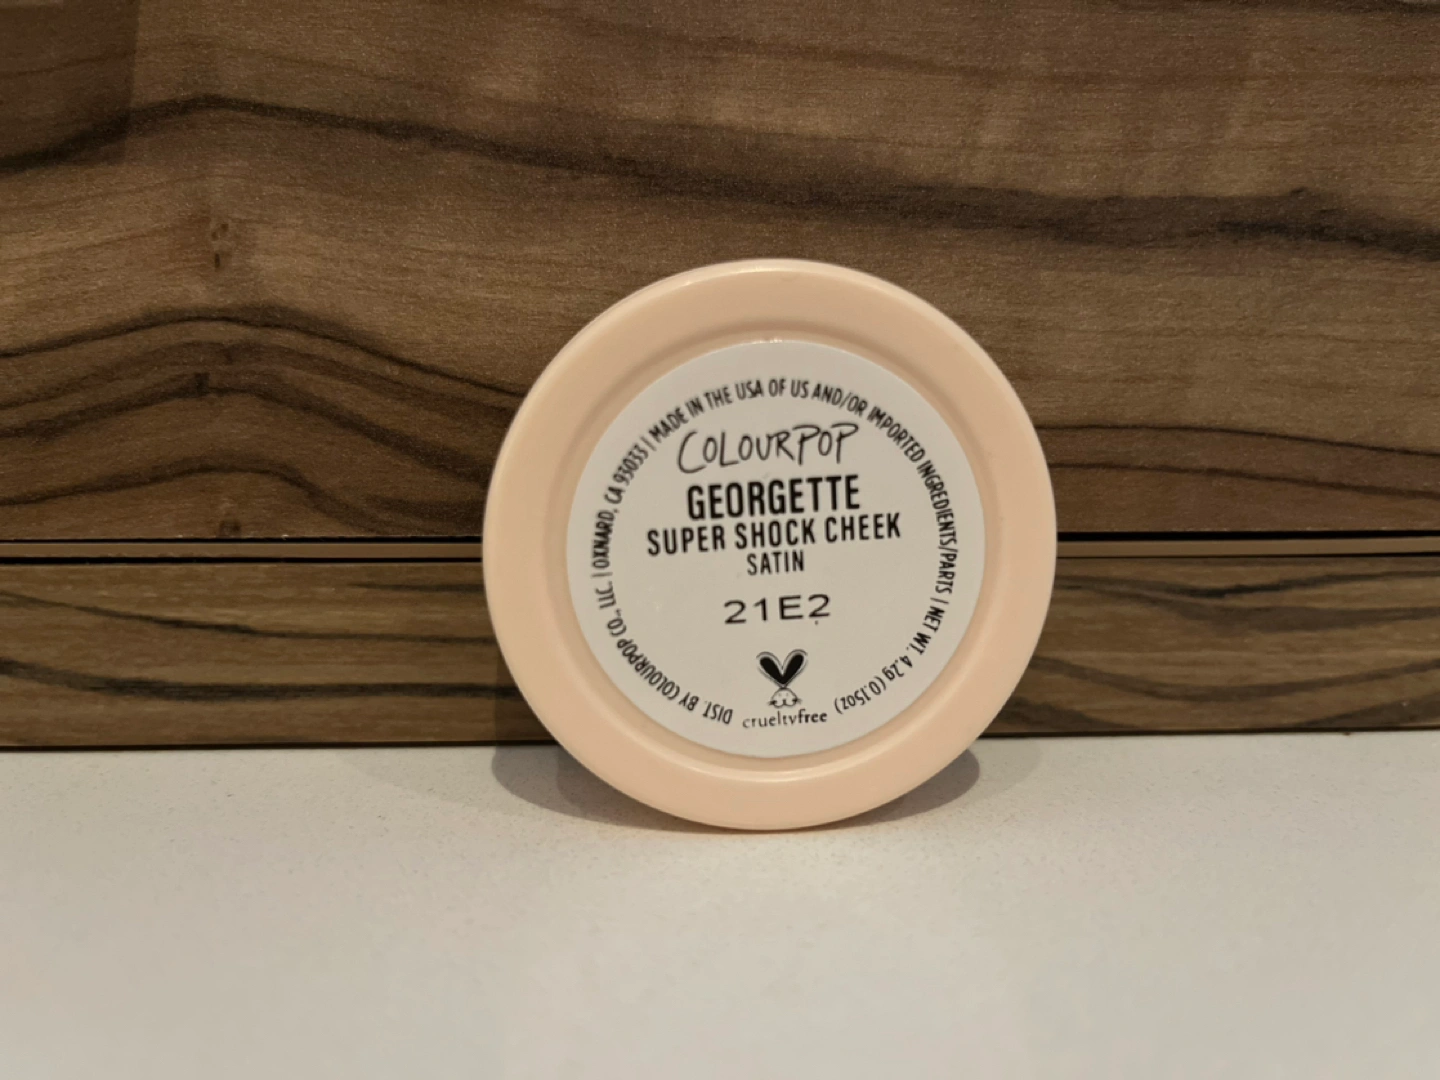 COLOURPOP
GEORGETTE
SUPER SHOCK CHEEK
SATIN
21E2
crueltyfree
DIST. BY COLOURPOP CO., LLC. | OXNARD, CA 93033 | MADE IN THE USA OF US AND/OR IMPORTED INGREDIENTS/PARTS | NET WT. 4.2g (0.15oz)